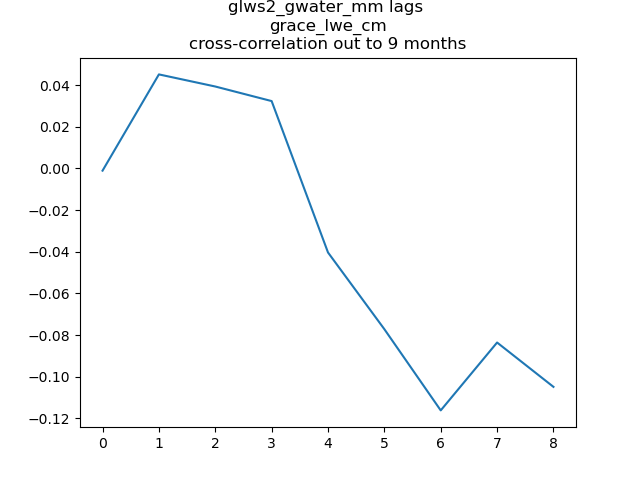 glws2_gwater_mm lags
grace_lwe_cm
cross-correlation out to 9 months
0.04
0.02
0.00
−0.02
−0.04
−0.06
−0.08
−0.10
−0.12
0 1 2 3 4 5 6 7 8